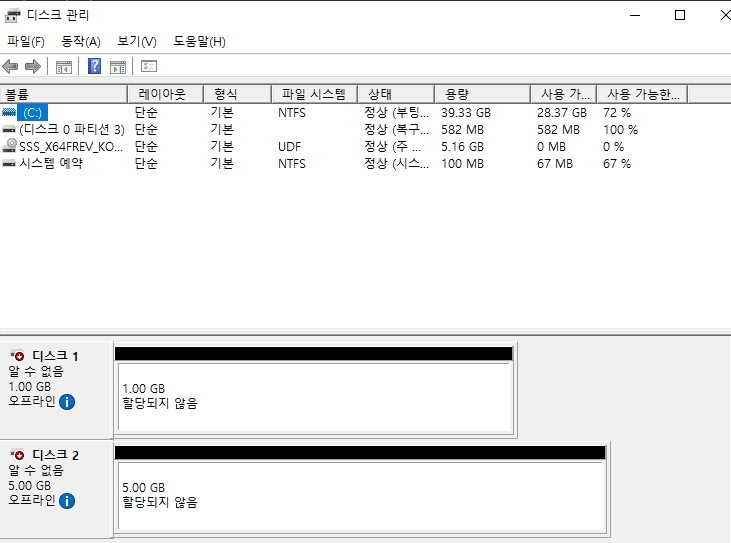 디스크 관리
파일(F) 동작(A) 보기(V) 도움말(H)
볼륨 레이아웃 형식 파일 시스템 상태 용량 사용 가... 사용 가능한...
(C:) 단순 기본 NTFS 정상 (부팅... 39.33 GB 28.37 GB 72 %
(디스크 0 파티션 3) 단순 기본 정상 (복구... 582 MB 582 MB 100 %
SSS_X64FREV_KO... 단순 기본 UDF 정상 (주 ... 5.16 GB 0 MB 0 %
시스템 예약 단순 기본 NTFS 정상 (시스... 100 MB 67 MB 67 %
디스크 1
알 수 없음
1.00 GB
오프라인
1.00 GB
할당되지 않음
디스크 2
알 수 없음
5.00 GB
오프라인
5.00 GB
할당되지 않음